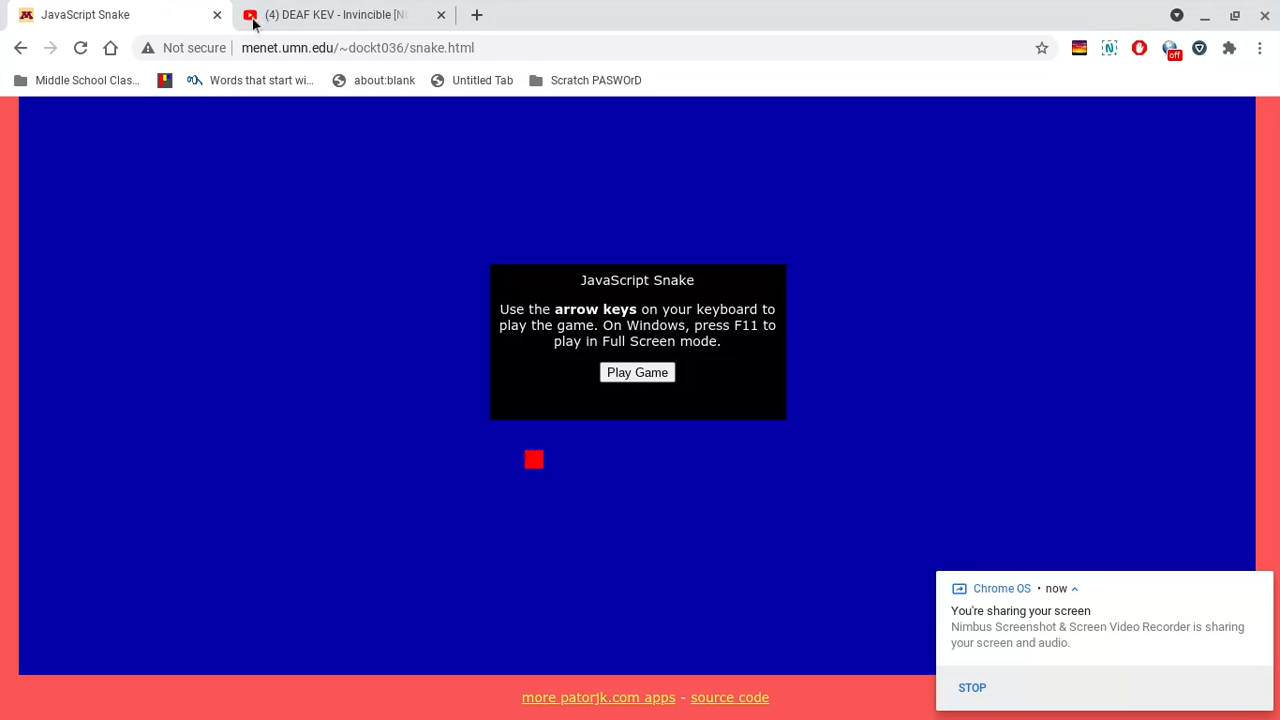 JavaScript Snake
(4) DEAF KEV - Invincible [N
Not secure
menet.umn.edu/~dockt036/snake.html
off
Middle School Clas...
Words that start wi...
about:blank
Untitled Tab
Scratch PASWOrD
JavaScript Snake
Use the arrow keys on your keyboard to
play the game. On Windows, press F11 to
play in Full Screen mode.
Play Game
Chrome OS • now
You're sharing your screen
Nimbus Screenshot & Screen Video Recorder is sharing
your screen and audio.
STOP
more patorjk.com apps - source code